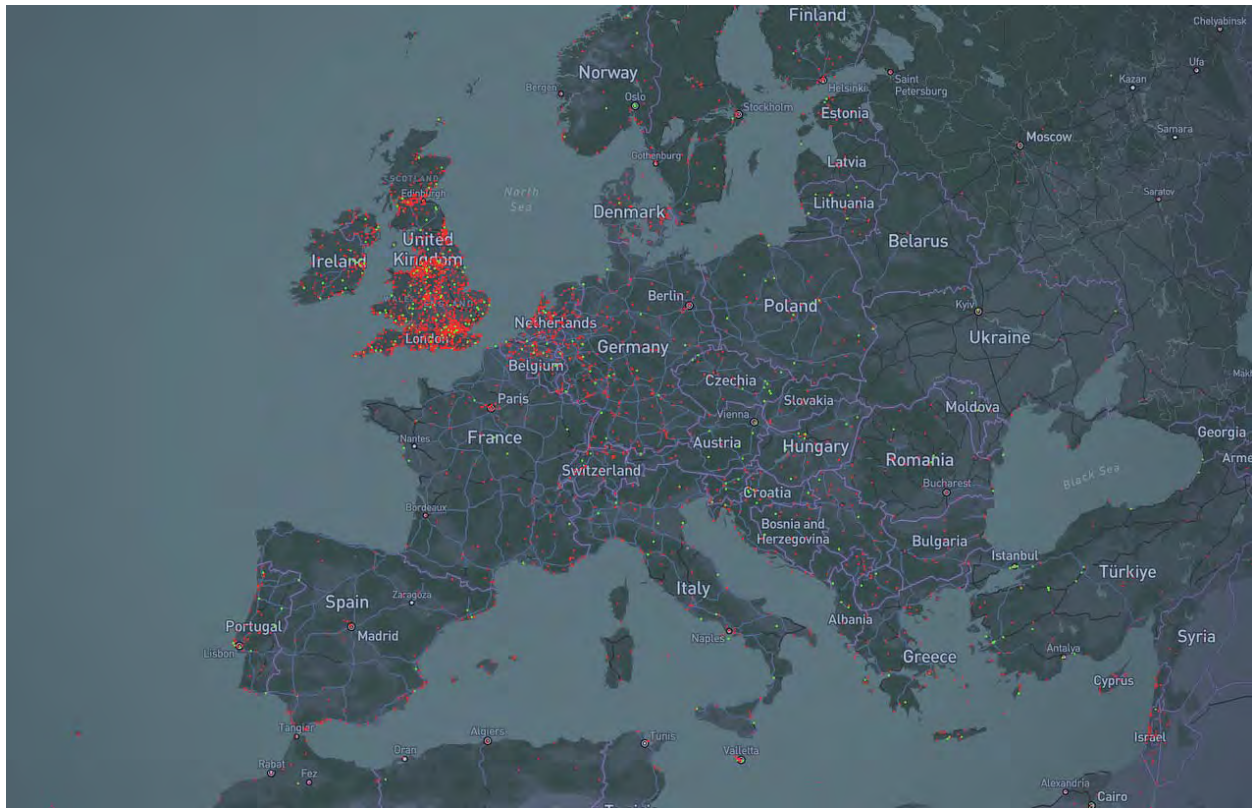 Finland
Chelyabinsk
Ufa
Kazan
Norway
Bergen
Oslo
Helsinki
Saint
Petersburg
Stockholm
Estonia
Samara
Moscow
Gothenburg
Latvia
SCOTLAND
Edinburgh
North
Sea
Saratov
Lithuania
Denmark
Belarus
United
Kingdom
Ireland
Berlin
Poland
Kyiv
WALES
ENGLAND
Netherlands
Ukraine
London
Germany
Belgium
Czechia
Paris
Slovakia
Moldova
Vienna
Nantes
France
Austria
Hungary
Georgia
Romania
Switzerland
Black Sea
Croatia
Bucharest
Bordeaux
Bosnia and
Herzegovina
Bulgaria
Istanbul
Türkiye
Italy
Zaragoza
Spain
Portugal
Madrid
Albania
Naples
Syria
Lisbon
Antalya
Greece
Cyprus
Tangier
Algiers
Tunis
Israel
Oran
Valletta
Rabat
Fez
Alexandria
Cairo